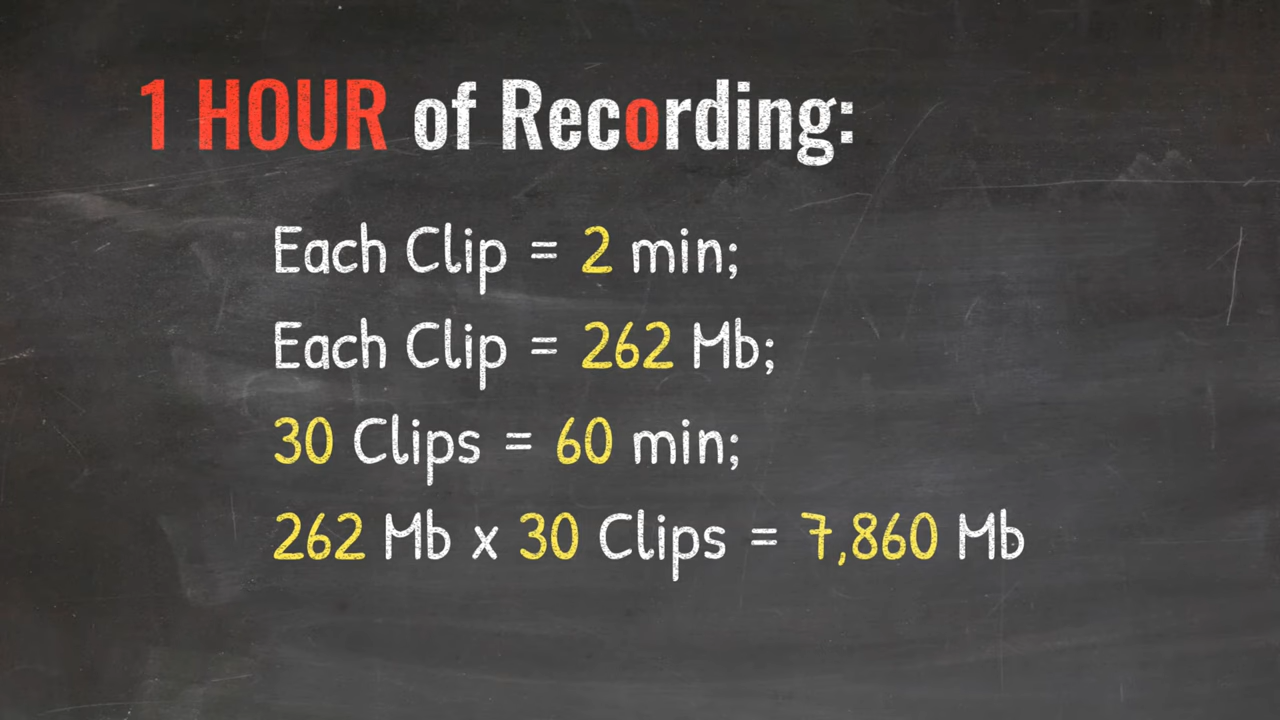 1 HOUR of Recording:
Each Clip = 2 min;
Each Clip = 262 Mb;
30 Clips = 60 min;
262 Mb x 30 Clips = 7,860 Mb